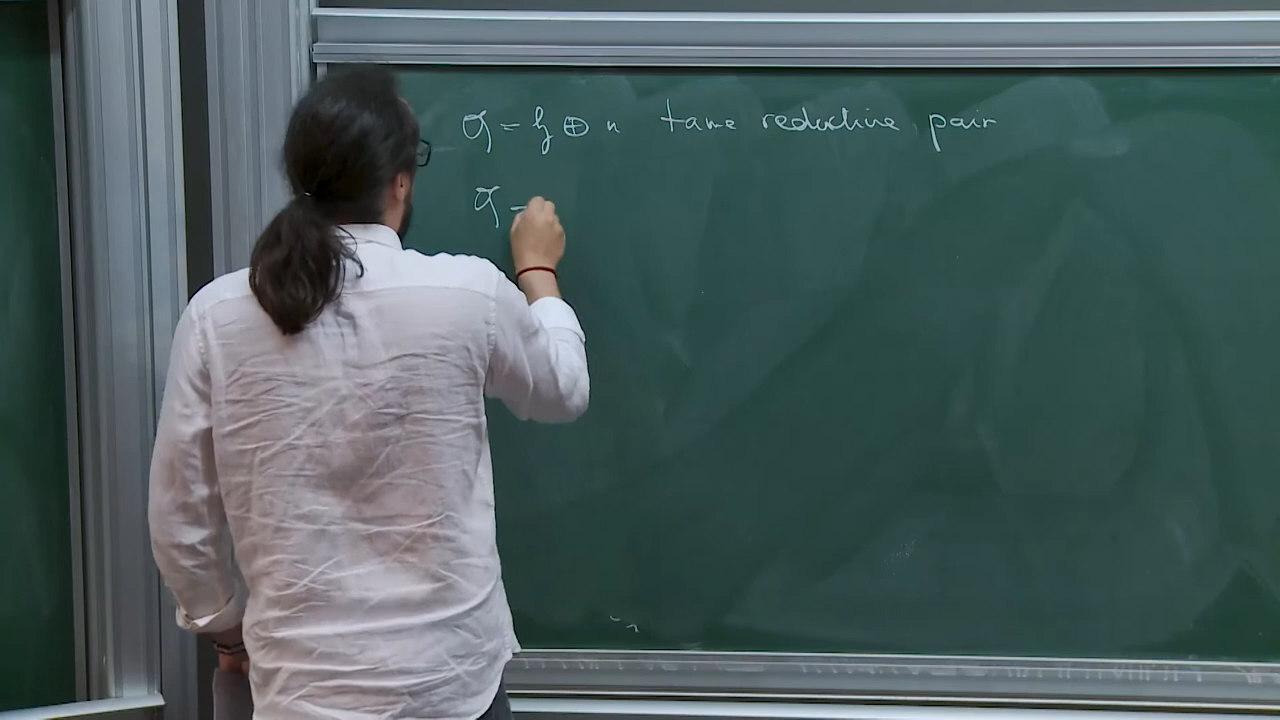 𝔤 = 𝔥 ⊕ n tame reductive pair
𝔤 =